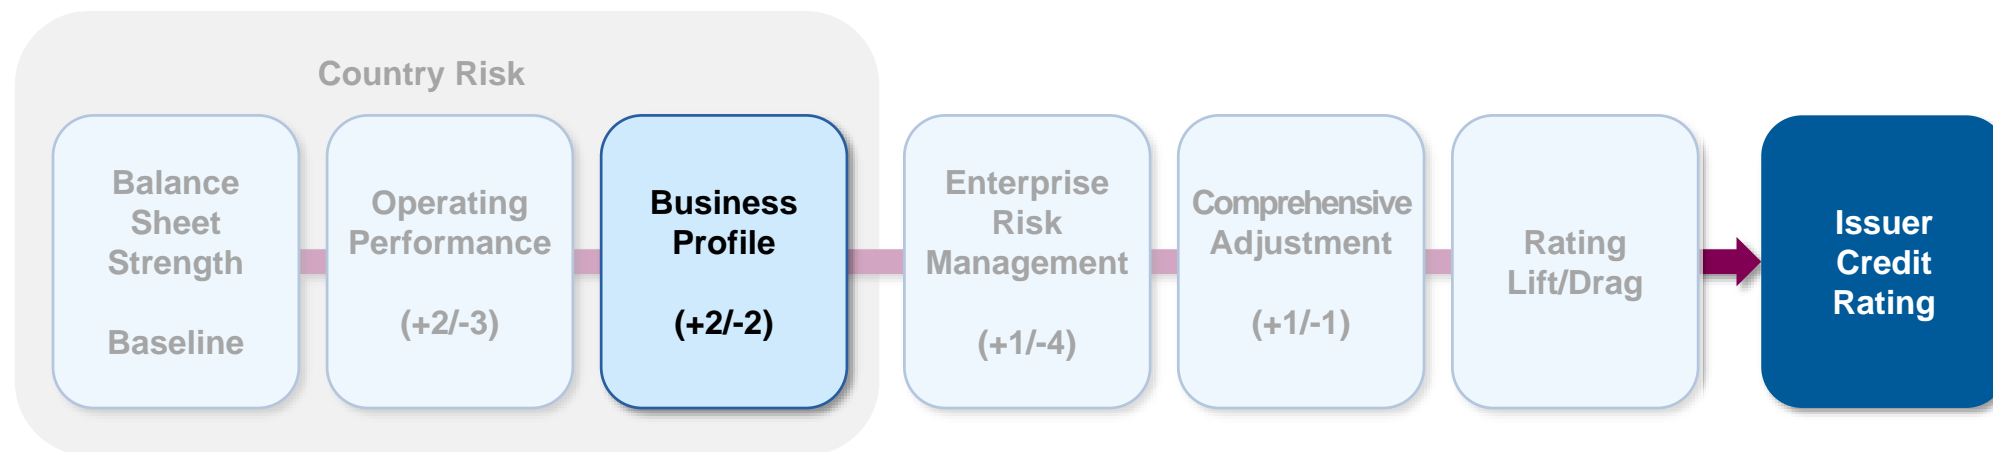 Country Risk
Balance
Sheet
Strength
Baseline
Operating
Performance
(+2/-3)
Business
Profile
(+2/-2)
Enterprise
Risk
Management
(+1/-4)
Comprehensive
Adjustment
(+1/-1)
Rating
Lift/Drag
Issuer
Credit
Rating